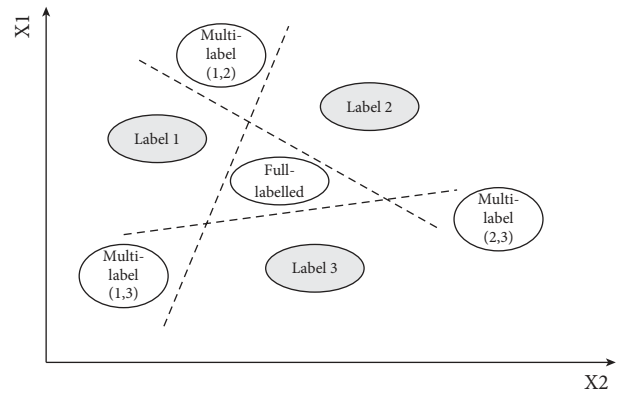 X1
Multi-
label
(1,2)
Label 2
Label 1
Full-
labelled
Multi-
label
(2,3)
Multi-
label
(1,3)
Label 3
X2